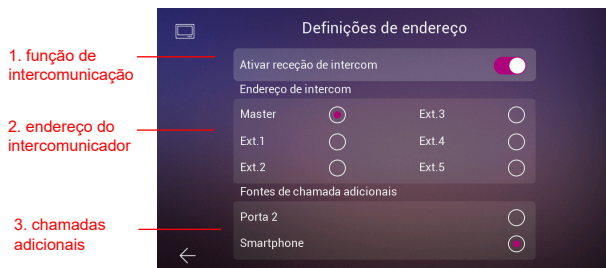 Definições de endereço
1. função de
intercomunicação
Ativar receção de intercom
Endereço de intercom
2. endereço do
intercomunicador
Master Ext.3
Ext.1 Ext.4
Ext.2 Ext.5
Fontes de chamada adicionais
3. chamadas
adicionais
Porta 2
Smartphone